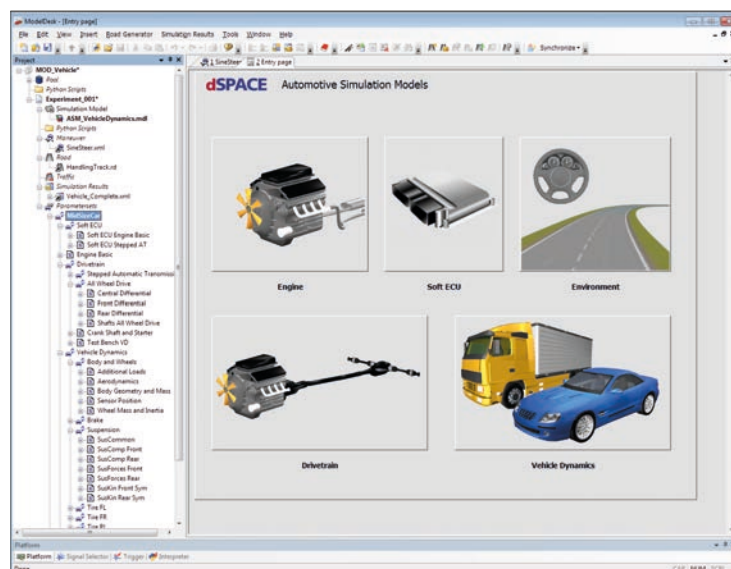 ModelDesk - [Entry page]
File Edit View Insert Road Generator Simulation Results Tools Window Help
Synchronize
Project
1 SineSteer 2 Entry page
MOD_Vehicle*
Pool
Python Scripts
Experiment_001*
Simulation Model
ASM_VehicleDynamics.mdl
Python Scripts
Maneuver
SineSteer.xml
Road
HandlingTrack.rd
Traffic
Simulation Results
Vehicle_Complete.xml
Parametersets
MidSizeCar
Soft ECU
Soft ECU Engine Basic
Soft ECU Stepped AT
Engine Basic
Drivetrain
Stepped Automatic Transmissi
All Wheel Drive
Central Differential
Front Differential
Rear Differential
Shafts All Wheel Drive
Crank Shaft and Starter
Test Bench VD
Vehicle Dynamics
Body and Wheels
Additional Loads
Aerodynamics
Body Geometry and Mass
Sensor Position
Wheel Mass and Inertia
Brake
Suspension
SusCommon
SusComp Front
SusComp Rear
SusForces Front
SusForces Rear
SusKin Front Sym
SusKin Rear Sym
Tire FL
Tire FR
dSPACE Automotive Simulation Models
Engine Soft ECU Environment
Drivetrain Vehicle Dynamics
Platform
Platform Signal Selector Trigger Interpreter
CAP NUM SCRL